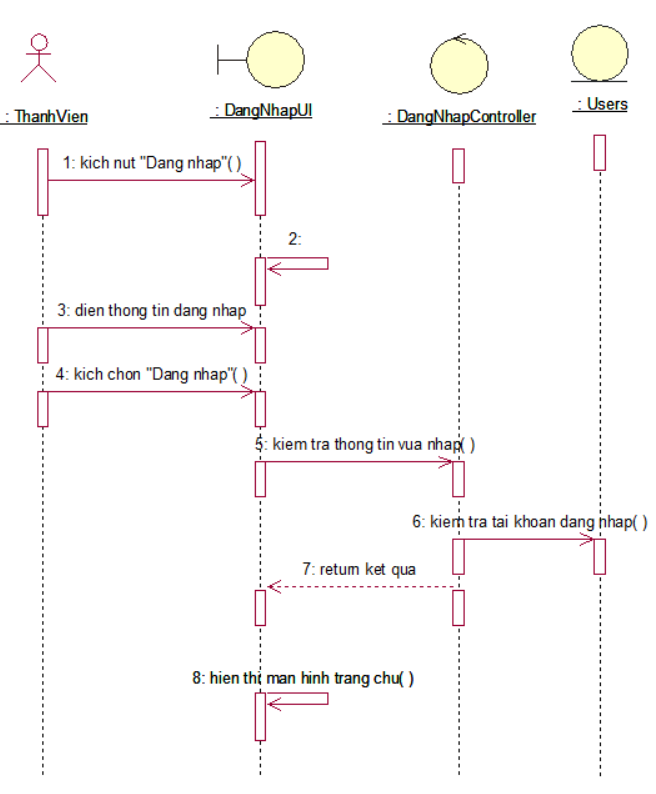 : ThanhVien
: DangNhapUI
: DangNhapController
: Users
1: kich nut "Dang nhap"( )
2:
3: dien thong tin dang nhap
4: kich chon "Dang nhap"( )
5: kiem tra thong tin vua nhap( )
6: kiem tra tai khoan dang nhap( )
7: return ket qua
8: hien thi man hinh trang chu( )